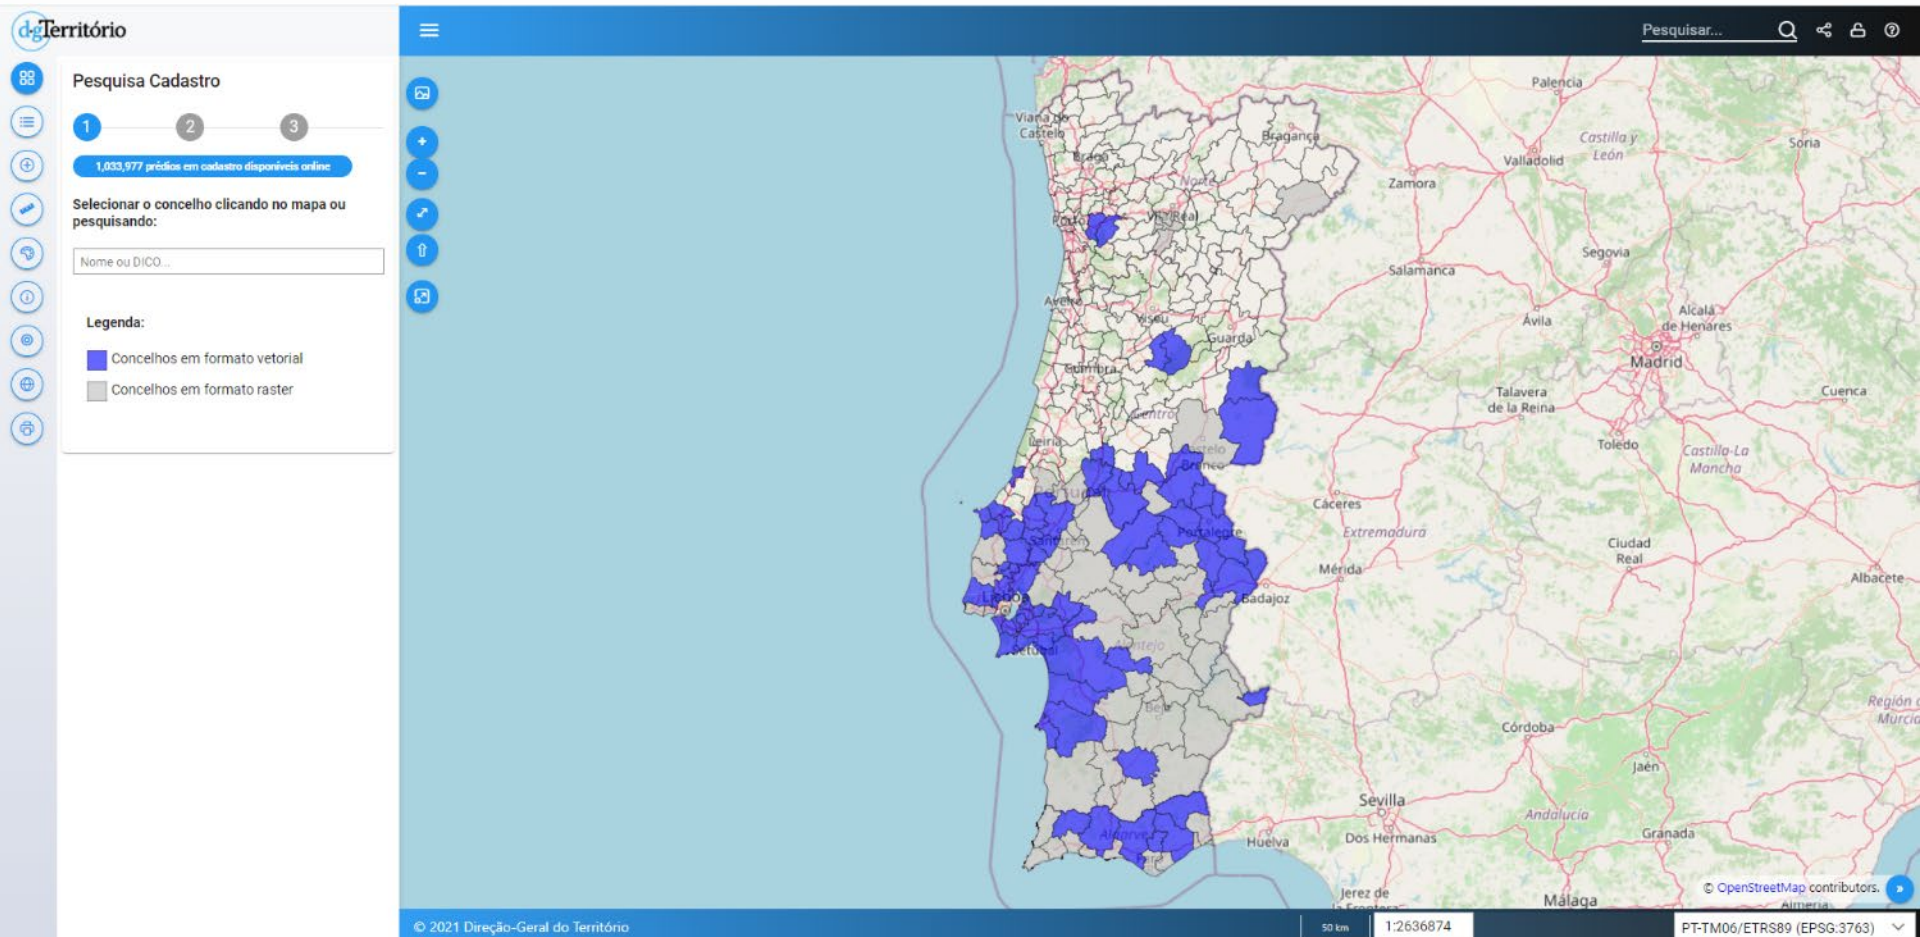 d·gTerritório
Pesquisar...
Pesquisa Cadastro
1
2
3
1,033,977 prédios em cadastro disponíveis online
Selecionar o concelho clicando no mapa ou
pesquisando:
Nome ou DICO...
Legenda:
Concelhos em formato vetorial
Concelhos em formato raster
Palencia
Viana do
Castelo
Bragança
Castilla y
León
Soria
Braga
Valladolid
Norte
Zamora
Porto
Vila Real
Segovia
Salamanca
Aveiro
Alcalá
de Henares
Viseu
Ávila
Guarda
Madrid
Coimbra
Talavera
de la Reina
Cuenca
Centro
Leiria
Toledo
Castelo
Branco
Castilla-La
Mancha
Portugal
Cáceres
Extremadura
Portalegre
Santarém
Ciudad
Real
Mérida
Albacete
Lisboa
Badajoz
Setúbal
Alentejo
Beja
Región d
Murcia
Córdoba
Jaén
Sevilla
Andalucía
Algarve
Huelva
Dos Hermanas
Granada
Faro
Jerez de
la Frontera
Málaga
Almería
© OpenStreetMap contributors.
»
© 2021 Direção-Geral do Território
50 km
1:2636874
PT-TM06/ETRS89 (EPSG:3763)